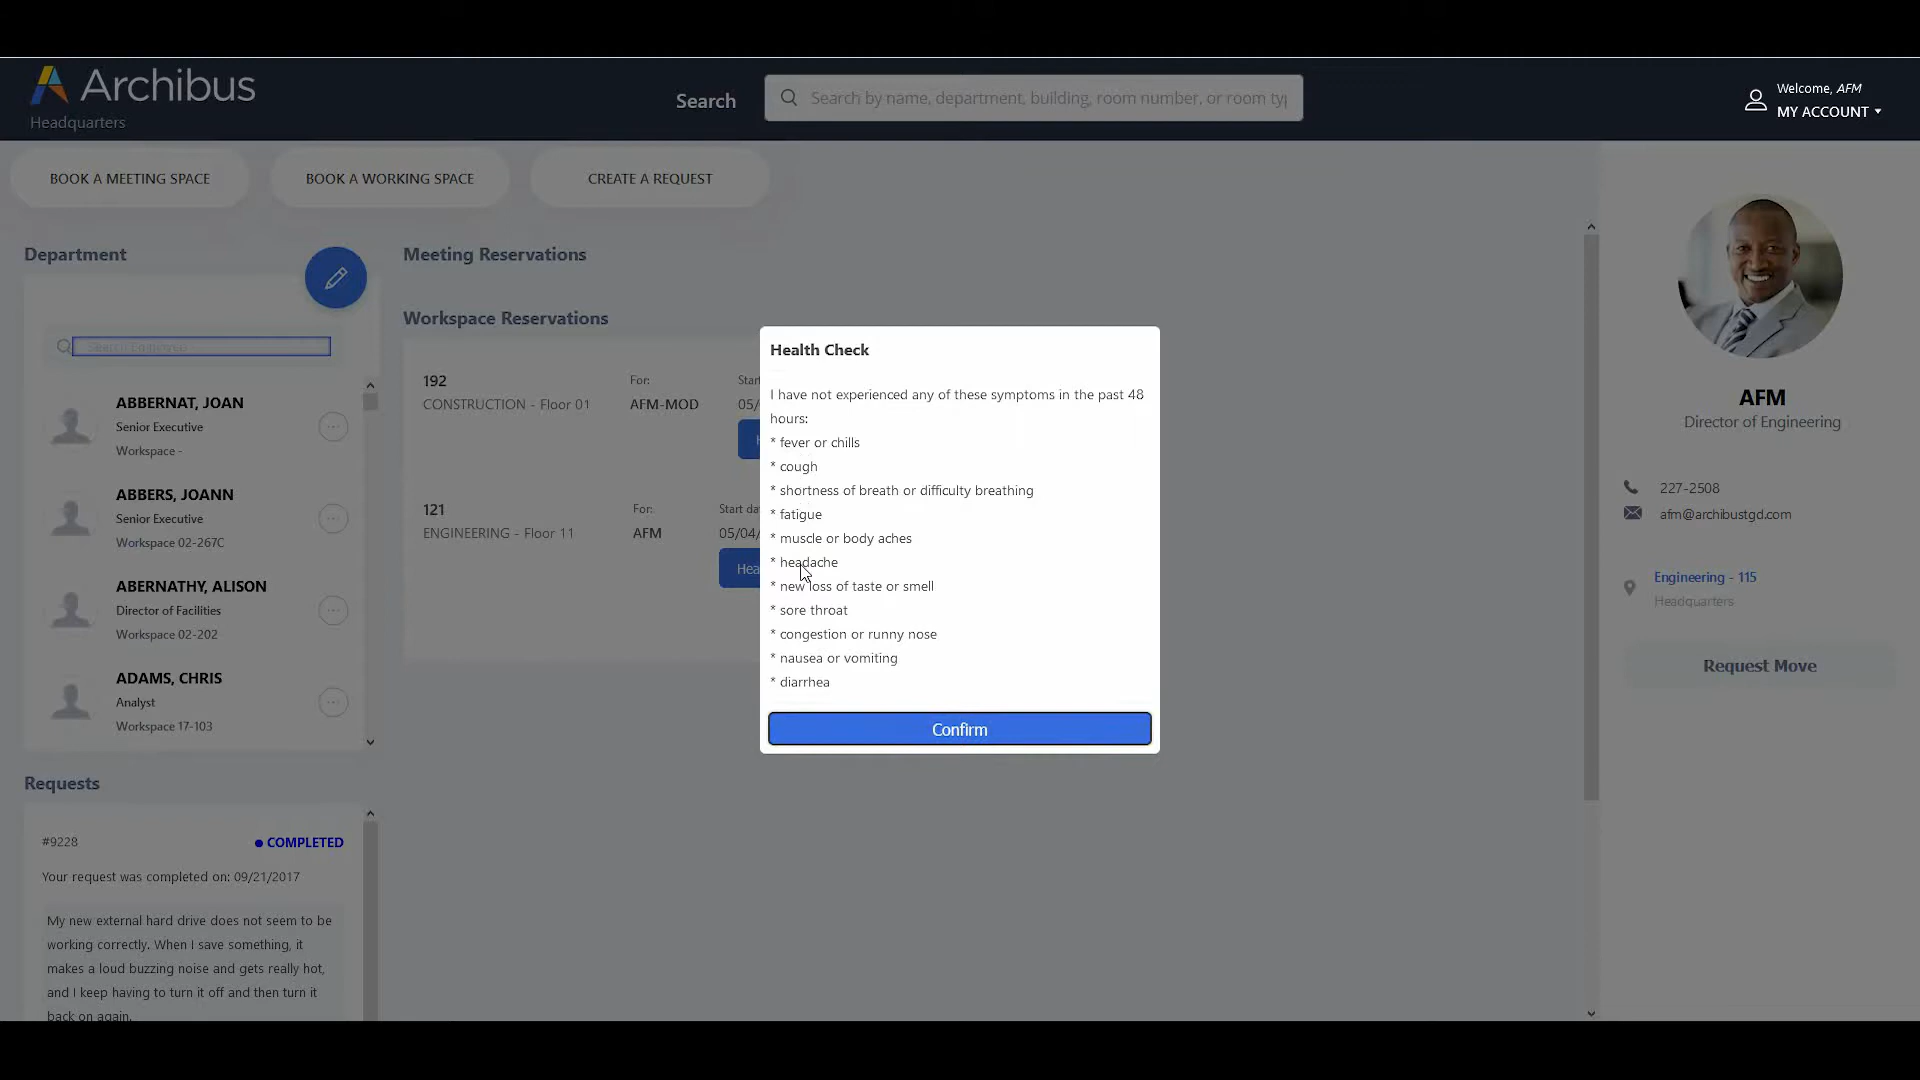 Archibus
Headquarters
Search
Search by name, department, building, room number, or room typ
Welcome, AFM
MY ACCOUNT
BOOK A MEETING SPACE
BOOK A WORKING SPACE
CREATE A REQUEST
Department
Search Employee
ABBERNAT, JOAN
Senior Executive
Workspace -
ABBERS, JOANN
Senior Executive
Workspace 02-267C
ABERNATHY, ALISON
Director of Facilities
Workspace 02-202
ADAMS, CHRIS
Analyst
Workspace 17-103
Requests
#9228
COMPLETED
Your request was completed on: 09/21/2017
My new external hard drive does not seem to be
working correctly. When I save something, it
makes a loud buzzing noise and gets really hot,
and I keep having to turn it off and then turn it
back on again.
Meeting Reservations
Workspace Reservations
192
CONSTRUCTION - Floor 01
For:
AFM-MOD
Star
05/
H
121
ENGINEERING - Floor 11
For:
AFM
Start da
05/04/
Hea
Health Check
I have not experienced any of these symptoms in the past 48
hours:
* fever or chills
* cough
* shortness of breath or difficulty breathing
* fatigue
* muscle or body aches
* headache
* new loss of taste or smell
* sore throat
* congestion or runny nose
* nausea or vomiting
* diarrhea
Confirm
AFM
Director of Engineering
227-2508
afm@archibustgd.com
Engineering - 115
Headquarters
Request Move